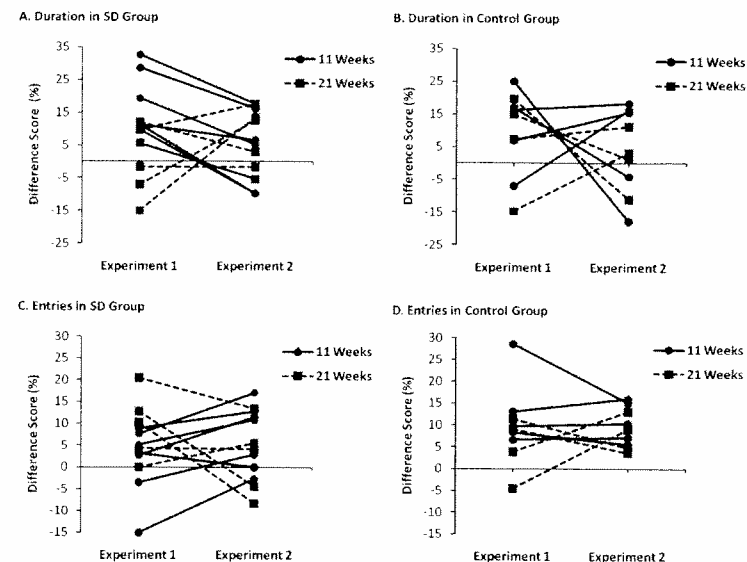 A. Duration in SD Group
35
25
15
5
-5
-15
-25
Difference Score (%)
Experiment 1 Experiment 2
11 Weeks
21 Weeks
B. Duration in Control Group
35
25
15
5
-5
-15
-25
Difference Score (%)
Experiment 1 Experiment 2
11 Weeks
21 Weeks
C. Entries in SD Group
30
25
20
15
10
5
0
-5
-10
-15
Difference Score (%)
Experiment 1 Experiment 2
11 Weeks
21 Weeks
D. Entries in Control Group
30
25
20
15
10
5
0
-5
-10
-15
Difference Score (%)
Experiment 1 Experiment 2
11 Weeks
21 Weeks